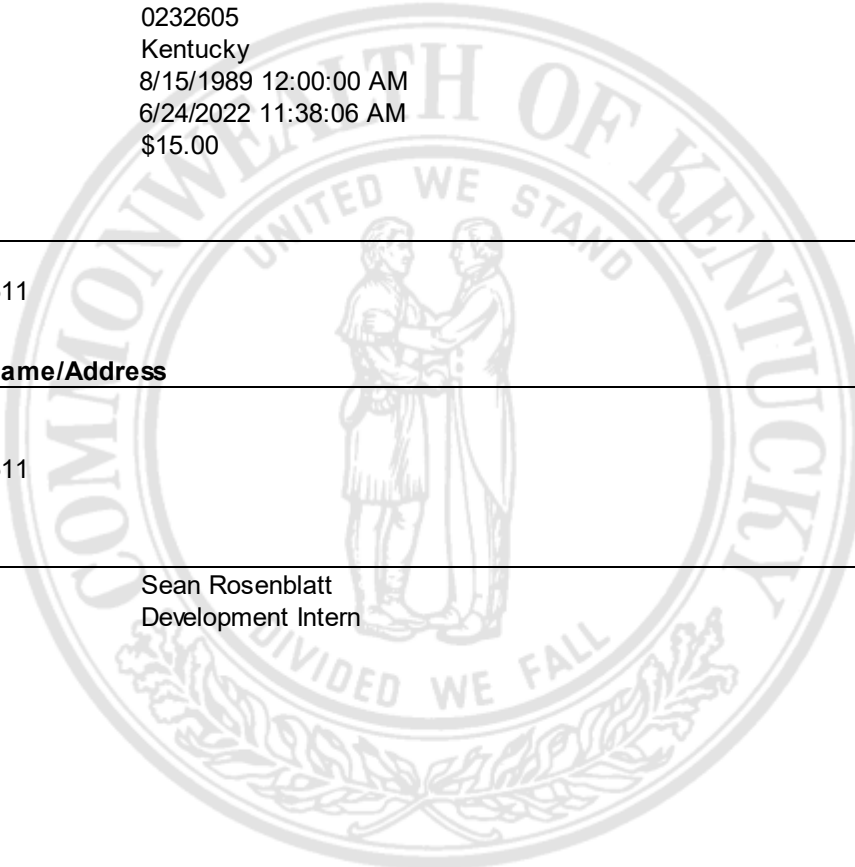 0232605
Kentucky
8/15/1989 12:00:00 AM
6/24/2022 11:38:06 AM
$15.00
COMMONWEALTH OF KENTUCKY
UNITED WE STAND
11
ame/Address
11
Sean Rosenblatt
Development Intern
DIVIDED WE FALL